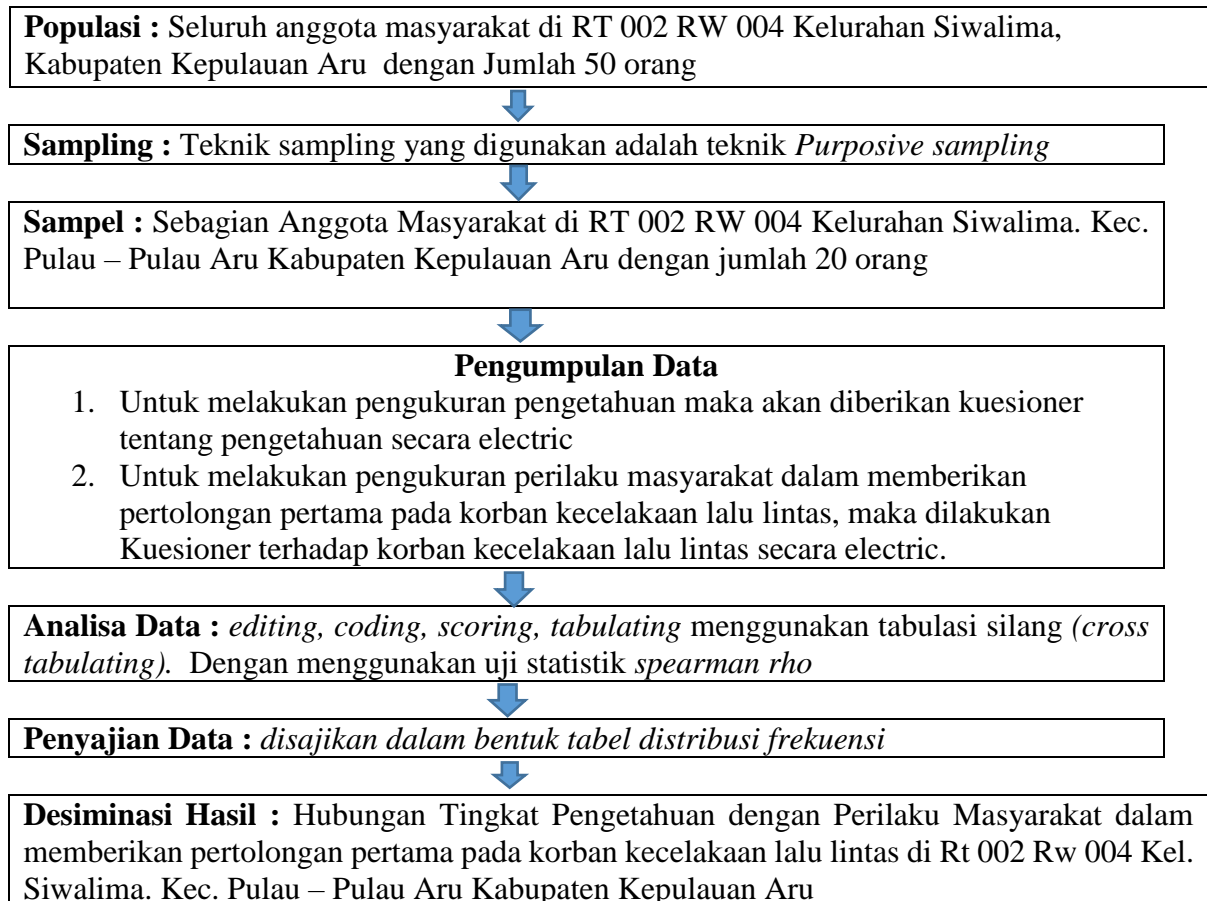 Populasi : Seluruh anggota masyarakat di RT 002 RW 004 Kelurahan Siwalima,
Kabupaten Kepulauan Aru dengan Jumlah 50 orang
Sampling : Teknik sampling yang digunakan adalah teknik Purposive sampling
Sampel : Sebagian Anggota Masyarakat di RT 002 RW 004 Kelurahan Siwalima. Kec.
Pulau – Pulau Aru Kabupaten Kepulauan Aru dengan jumlah 20 orang
Pengumpulan Data
1. Untuk melakukan pengukuran pengetahuan maka akan diberikan kuesioner
tentang pengetahuan secara electric
2. Untuk melakukan pengukuran perilaku masyarakat dalam memberikan
pertolongan pertama pada korban kecelakaan lalu lintas, maka dilakukan
Kuesioner terhadap korban kecelakaan lalu lintas secara electric.
Analisa Data : editing, coding, scoring, tabulating menggunakan tabulasi silang (cross
tabulating). Dengan menggunakan uji statistik spearman rho
Penyajian Data : disajikan dalam bentuk tabel distribusi frekuensi
Desiminasi Hasil : Hubungan Tingkat Pengetahuan dengan Perilaku Masyarakat dalam
memberikan pertolongan pertama pada korban kecelakaan lalu lintas di Rt 002 Rw 004 Kel.
Siwalima. Kec. Pulau – Pulau Aru Kabupaten Kepulauan Aru